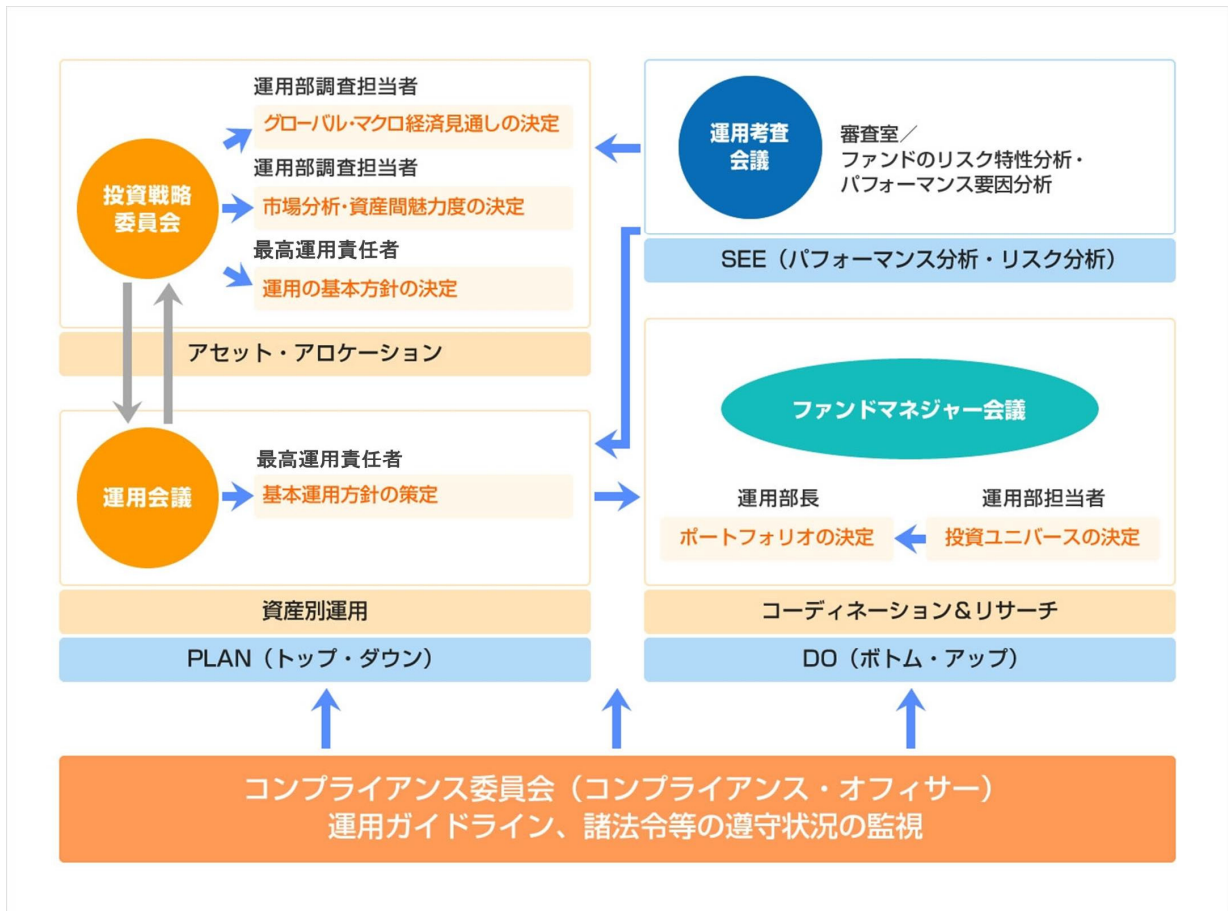 運用部調査担当者
グローバル・マクロ経済見通しの決定
運用部調査担当者
市場分析・資産間魅力度の決定
最高運用責任者
運用の基本方針の決定
投資戦略
委員会
アセット・アロケーション
運用考査
会議
審査室／
ファンドのリスク特性分析・
パフォーマンス要因分析
SEE（パフォーマンス分析・リスク分析）
運用会議
最高運用責任者
基本運用方針の策定
資産別運用
PLAN（トップ・ダウン）
ファンドマネジャー会議
運用部長
ポートフォリオの決定
運用部担当者
投資ユニバースの決定
コーディネーション＆リサーチ
DO（ボトム・アップ）
コンプライアンス委員会（コンプライアンス・オフィサー）
運用ガイドライン、諸法令等の遵守状況の監視